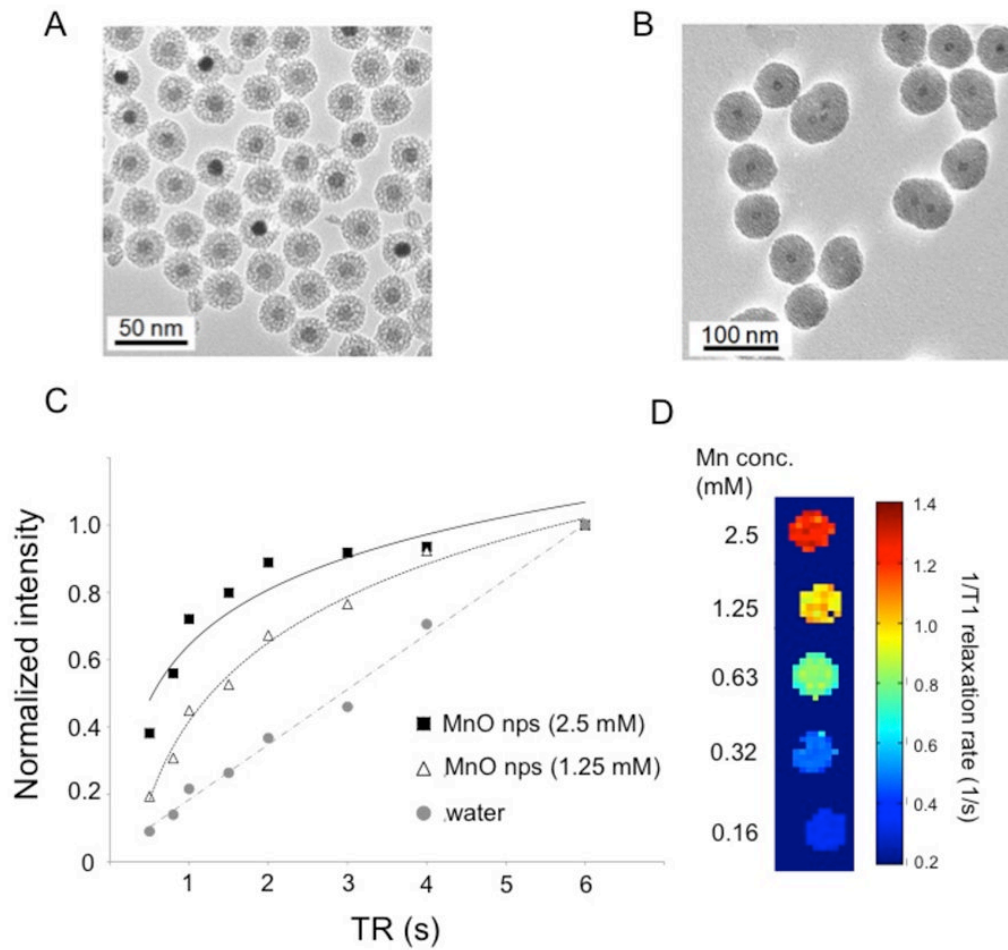 A
B
50 nm
100 nm
C
D
Normalized intensity
1.0
0.8
0.6
0.4
0.2
0
1
2
3
4
5
6
TR (s)
MnO nps (2.5 mM)
MnO nps (1.25 mM)
water
Mn conc.
(mM)
2.5
1.25
0.63
0.32
0.16
1.4
1.2
1.0
0.8
0.6
0.4
0.2
1/T1 relaxation rate (1/s)